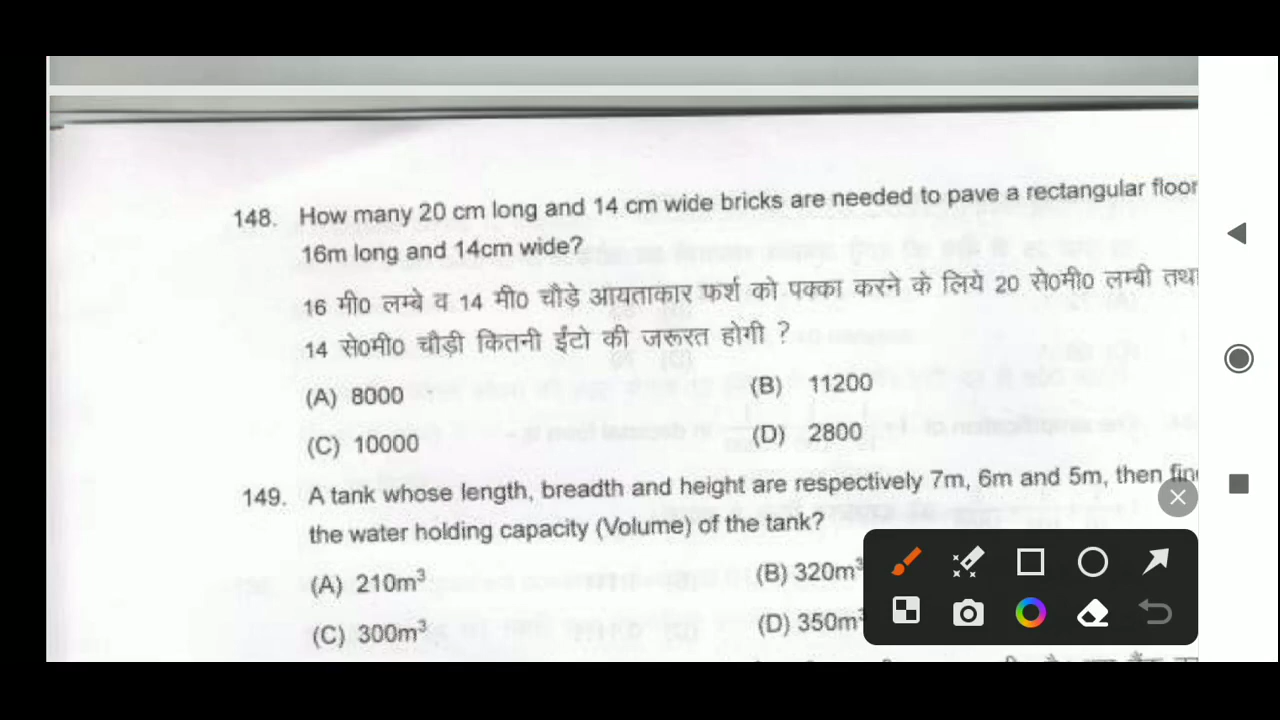 148. How many 20 cm long and 14 cm wide bricks are needed to pave a rectangular floor
16m long and 14cm wide?
16 मी0 लम्बे व 14 मी0 चौड़े आयताकार फर्श को पक्का करने के लिये 20 से0मी0 लम्बी तथा
14 से0मी0 चौड़ी कितनी ईंटो की जरूरत होगी ?
(A) 8000 (B) 11200
(C) 10000 (D) 2800
149. A tank whose length, breadth and height are respectively 7m, 6m and 5m, then find
the water holding capacity (Volume) of the tank?
(A) 210m³ (B) 320m³
(C) 300m³ (D) 350m³